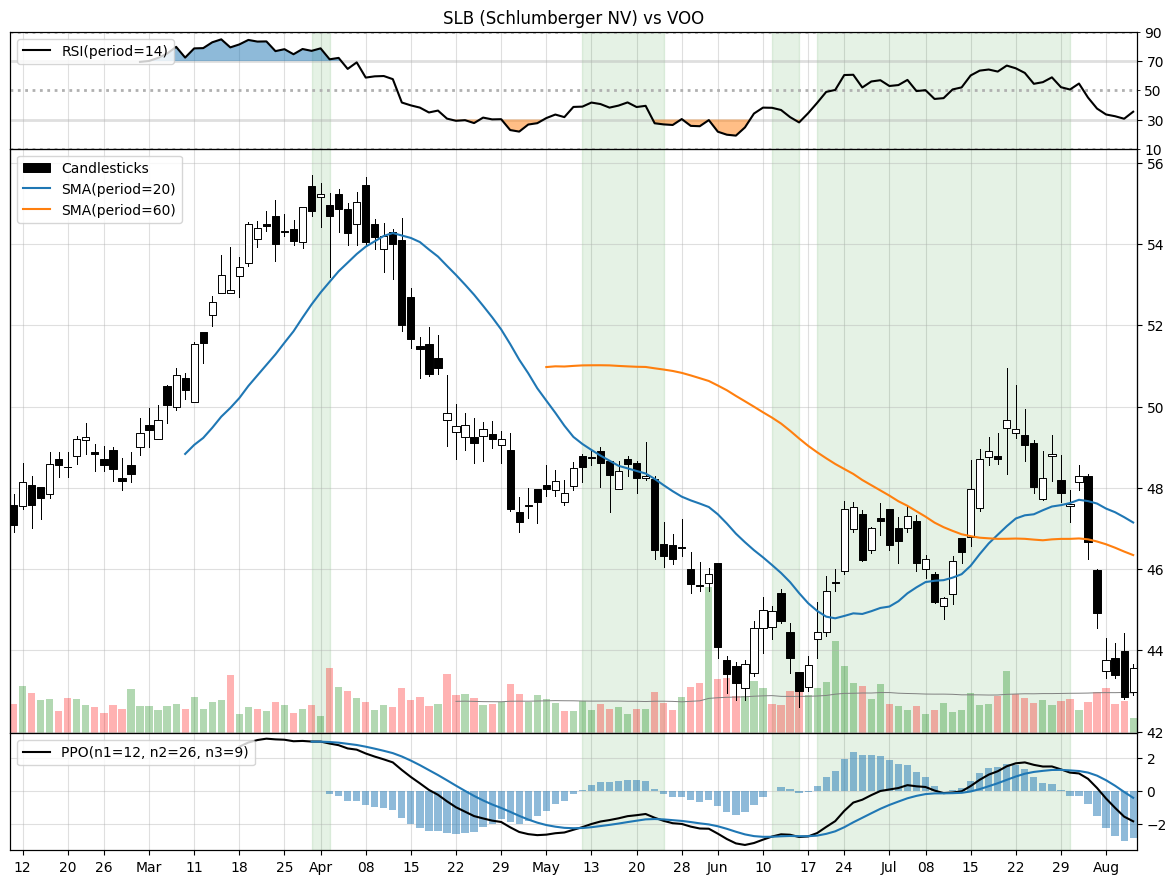 SLB (Schlumberger NV) vs VOO
RSI(period=14)
90
70
50
30
10
Candlesticks
SMA(period=20)
SMA(period=60)
56
54
52
50
48
46
44
42
PPO(n1=12, n2=26, n3=9)
2
0
−2
12 20 26 Mar 11 18 25 Apr 08 15 22 29 May 13 20 28 Jun 10 17 24 Jul 08 15 22 29 Aug